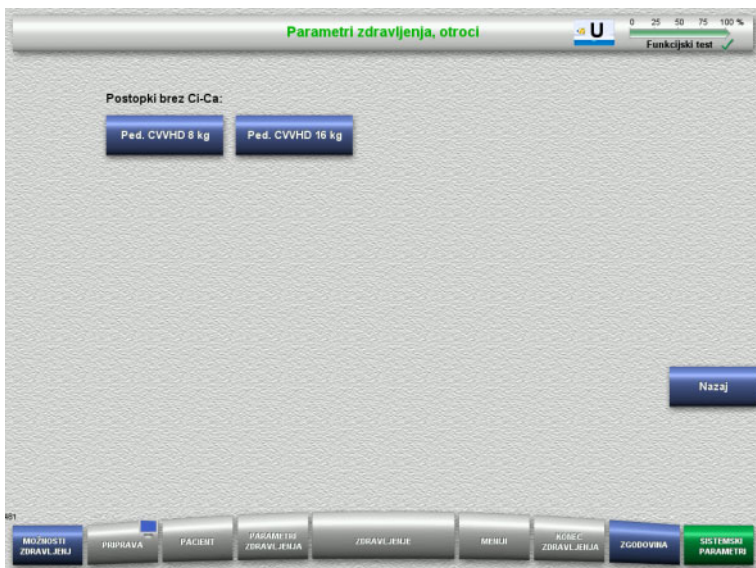 Parametri zdravljenja, otroci
U
0 25 50 75 100 %
Funkcijski test
Postopki brez Ci-Ca:
Ped. CVVHD 8 kg
Ped. CVVHD 16 kg
Nazaj
481
MOŽNOSTI
ZDRAVLJENJ
PRIPRAVA
PACIENT
PARAMETRI
ZDRAVLJENJA
ZDRAVLJENJE
MENIJI
KONEC
ZDRAVLJENJA
ZGODOVINA
SISTEMSKI
PARAMETRI